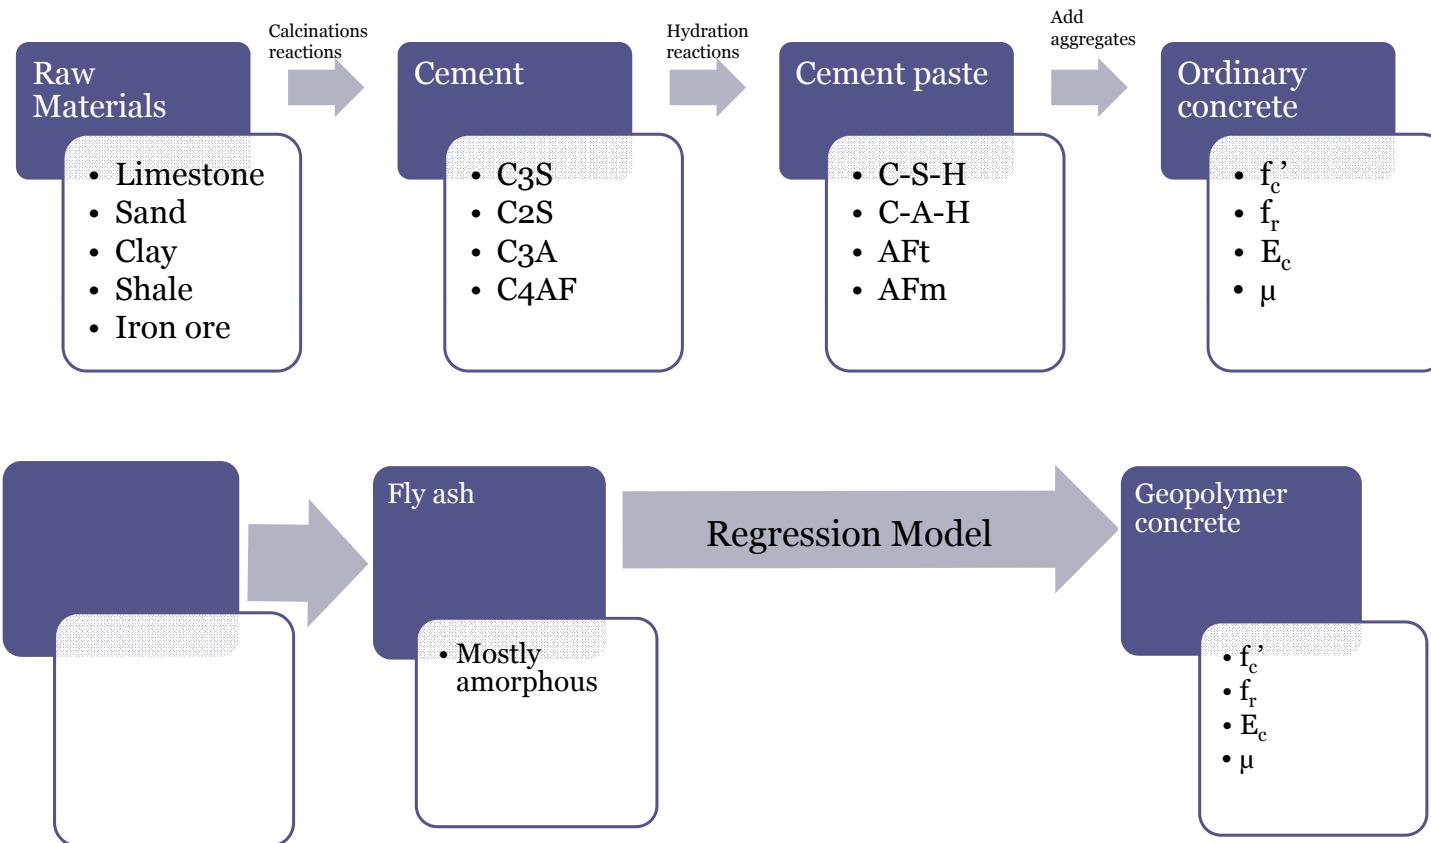 Calcinations
reactions
Hydration
reactions
Add
aggregates
Raw
Materials
• Limestone
• Sand
• Clay
• Shale
• Iron ore
Cement
• C3S
• C2S
• C3A
• C4AF
Cement paste
• C-S-H
• C-A-H
• AFt
• AFm
Ordinary
concrete
• fc’
• fr
• Ec
• μ
Fly ash
• Mostly
amorphous
Regression Model
Geopolymer
concrete
• fc’
• fr
• Ec
• μ